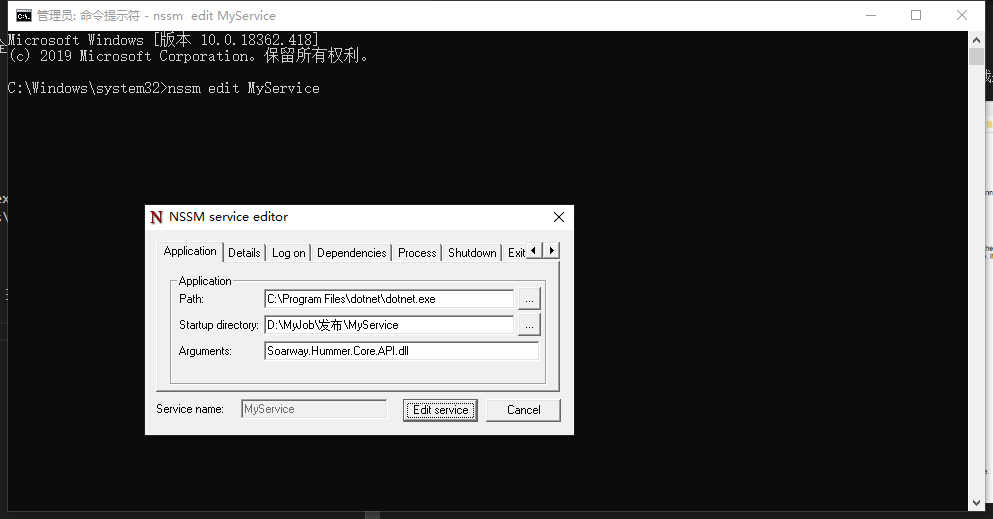 管理员: 命令提示符 - nssm  edit MyService
Microsoft Windows [版本 10.0.18362.418]
(c) 2019 Microsoft Corporation。保留所有权利。
C:\Windows\system32>nssm edit MyService
NSSM service editor
Application Details Log on Dependencies Process Shutdown Exit
Application
Path: C:\Program Files\dotnet\dotnet.exe ...
Startup directory: D:\MyJob\发布\MyService ...
Arguments: Soarway.Hummer.Core.API.dll
Service name: MyService Edit service Cancel